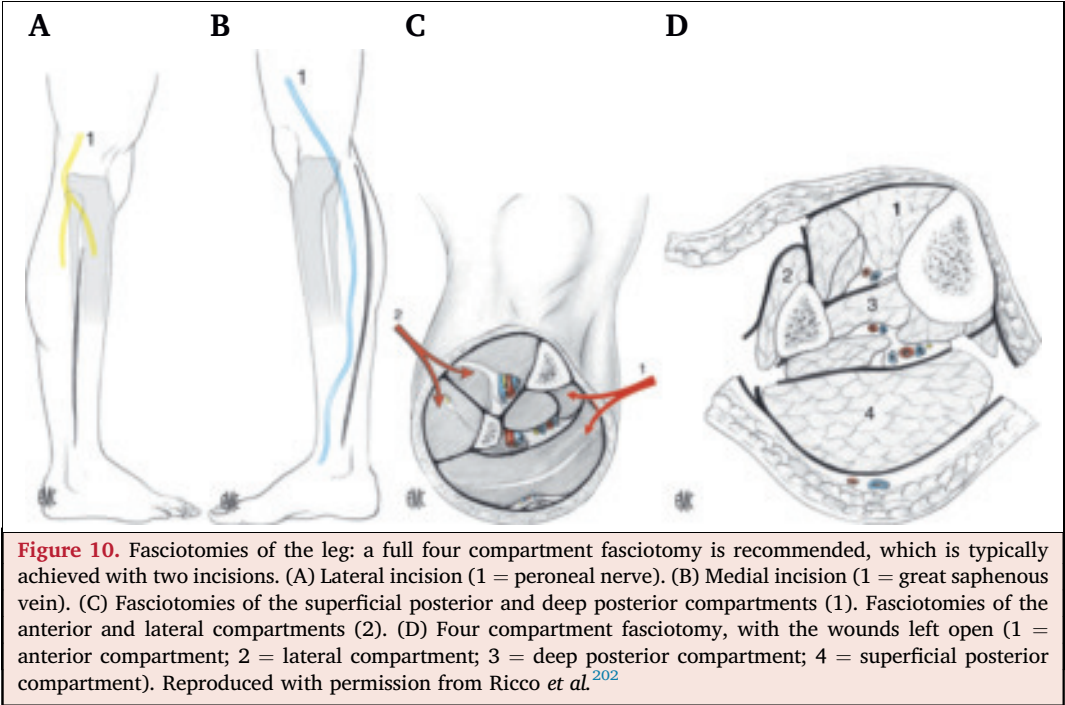 A B C D
1
1
2
1
1
2
3
4
Figure 10. Fasciotomies of the leg: a full four compartment fasciotomy is recommended, which is typically
achieved with two incisions. (A) Lateral incision (1 = peroneal nerve). (B) Medial incision (1 = great saphenous
vein). (C) Fasciotomies of the superficial posterior and deep posterior compartments (1). Fasciotomies of the
anterior and lateral compartments (2). (D) Four compartment fasciotomy, with the wounds left open (1 =
anterior compartment; 2 = lateral compartment; 3 = deep posterior compartment; 4 = superficial posterior
compartment). Reproduced with permission from Ricco et al.202